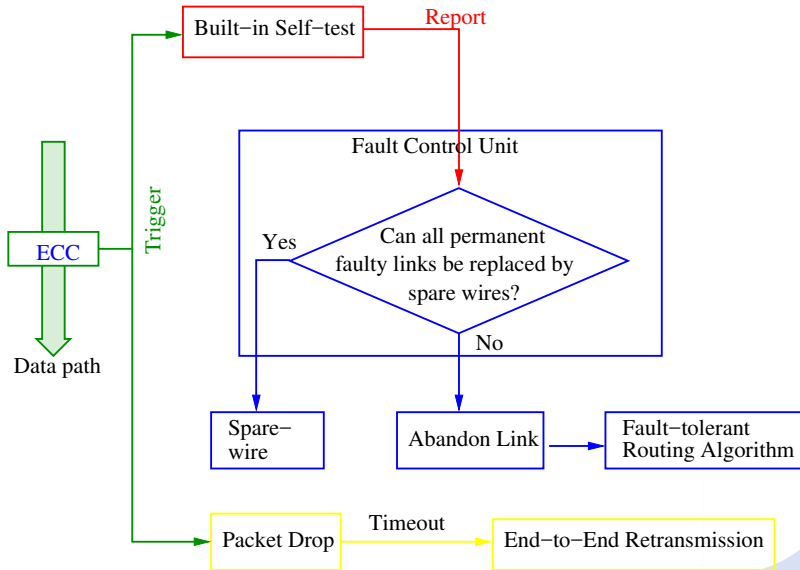 Built−in Self−test
Report
Fault Control Unit
Trigger
ECC
Yes
Can all permanent
faulty links be replaced by
spare wires?
No
Data path
Spare−
wire
Abandon Link
Fault−tolerant
Routing Algorithm
Packet Drop
Timeout
End−to−End Retransmission